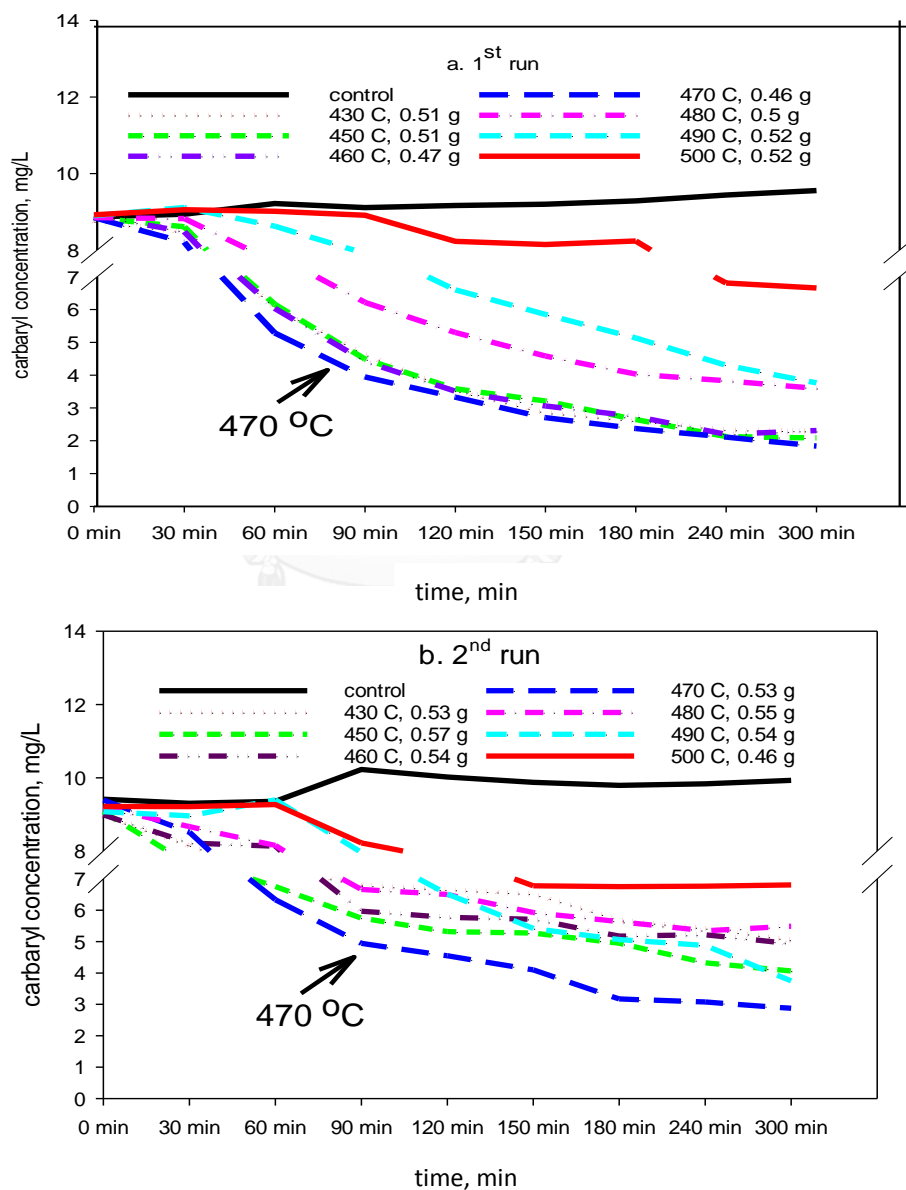 14
a. 1st run
control
470 C, 0.46 g
430 C, 0.51 g
480 C, 0.5 g
450 C, 0.51 g
490 C, 0.52 g
460 C, 0.47 g
500 C, 0.52 g
12
10
8
7
6
5
4
3
2
1
0
carbaryl concentration, mg/L
470 OC
0 min 30 min 60 min 90 min 120 min 150 min 180 min 240 min 300 min
time, min
14
b. 2nd run
control
470 C, 0.53 g
430 C, 0.53 g
480 C, 0.55 g
450 C, 0.57 g
490 C, 0.54 g
460 C, 0.54 g
500 C, 0.46 g
12
10
8
7
6
5
4
3
2
1
0
carbaryl concentration, mg/L
470 OC
0 min 30 min 60 min 90 min 120 min 150 min 180 min 240 min 300 min
time, min